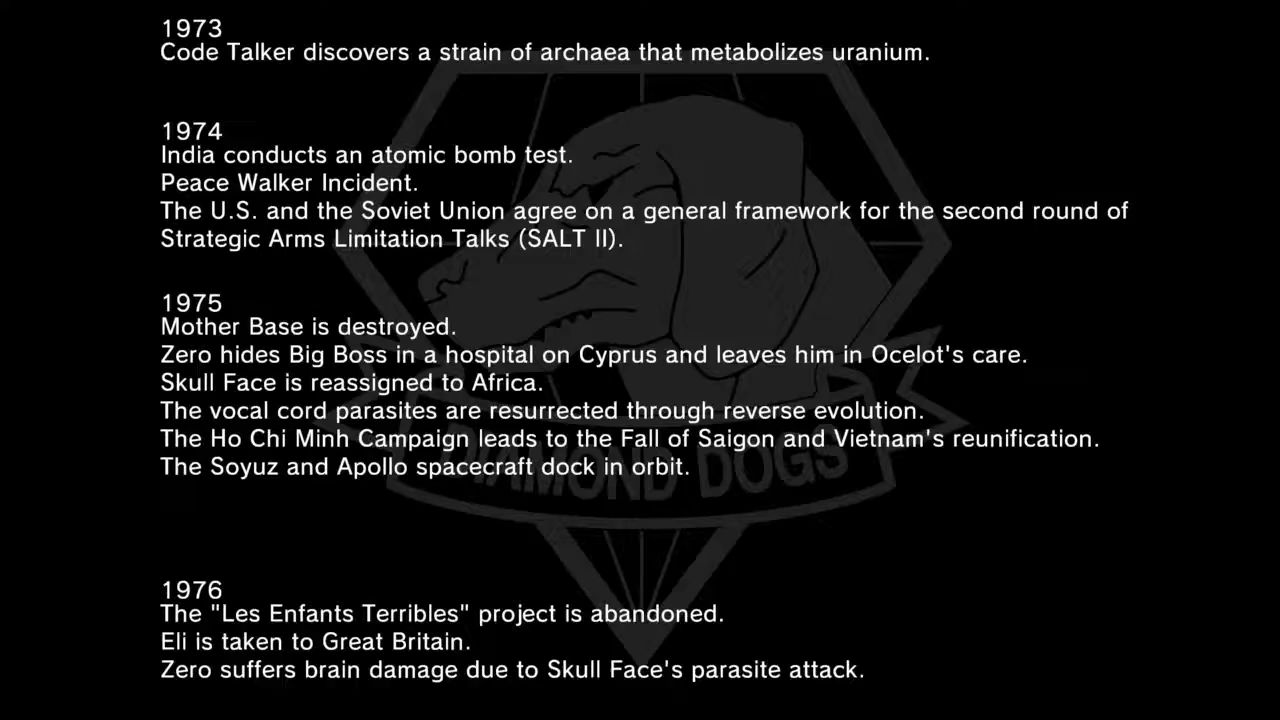 1973
Code Talker discovers a strain of archaea that metabolizes uranium.
1974
India conducts an atomic bomb test.
Peace Walker Incident.
The U.S. and the Soviet Union agree on a general framework for the second round of
Strategic Arms Limitation Talks (SALT II).
1975
Mother Base is destroyed.
Zero hides Big Boss in a hospital on Cyprus and leaves him in Ocelot's care.
Skull Face is reassigned to Africa.
The vocal cord parasites are resurrected through reverse evolution.
The Ho Chi Minh Campaign leads to the Fall of Saigon and Vietnam's reunification.
The Soyuz and Apollo spacecraft dock in orbit.
DIAMOND DOGS
1976
The "Les Enfants Terribles" project is abandoned.
Eli is taken to Great Britain.
Zero suffers brain damage due to Skull Face's parasite attack.